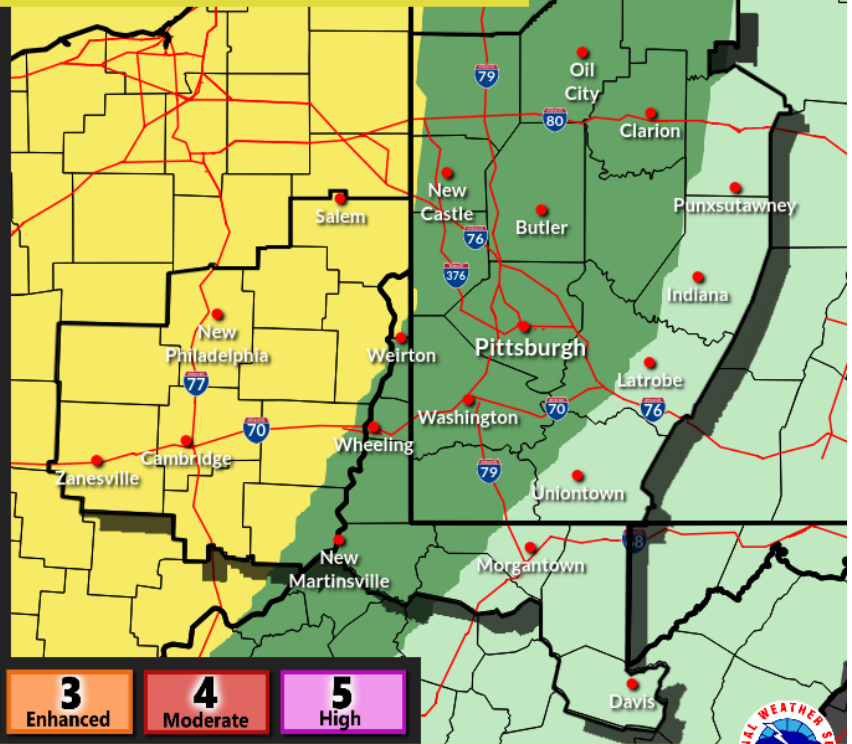 79
Oil
City
80
Clarion
New
Castle
Punxsutawney
Salem
Butler
76
376
Indiana
New
Philadelphia
Weirton
Pittsburgh
Latrobe
77
Washington
70
76
70
Wheeling
Cambridge
Zanesville
79
Uniontown
New
Martinsville
Morgantown
Davis
3
Enhanced
4
Moderate
5
High
WEATHER